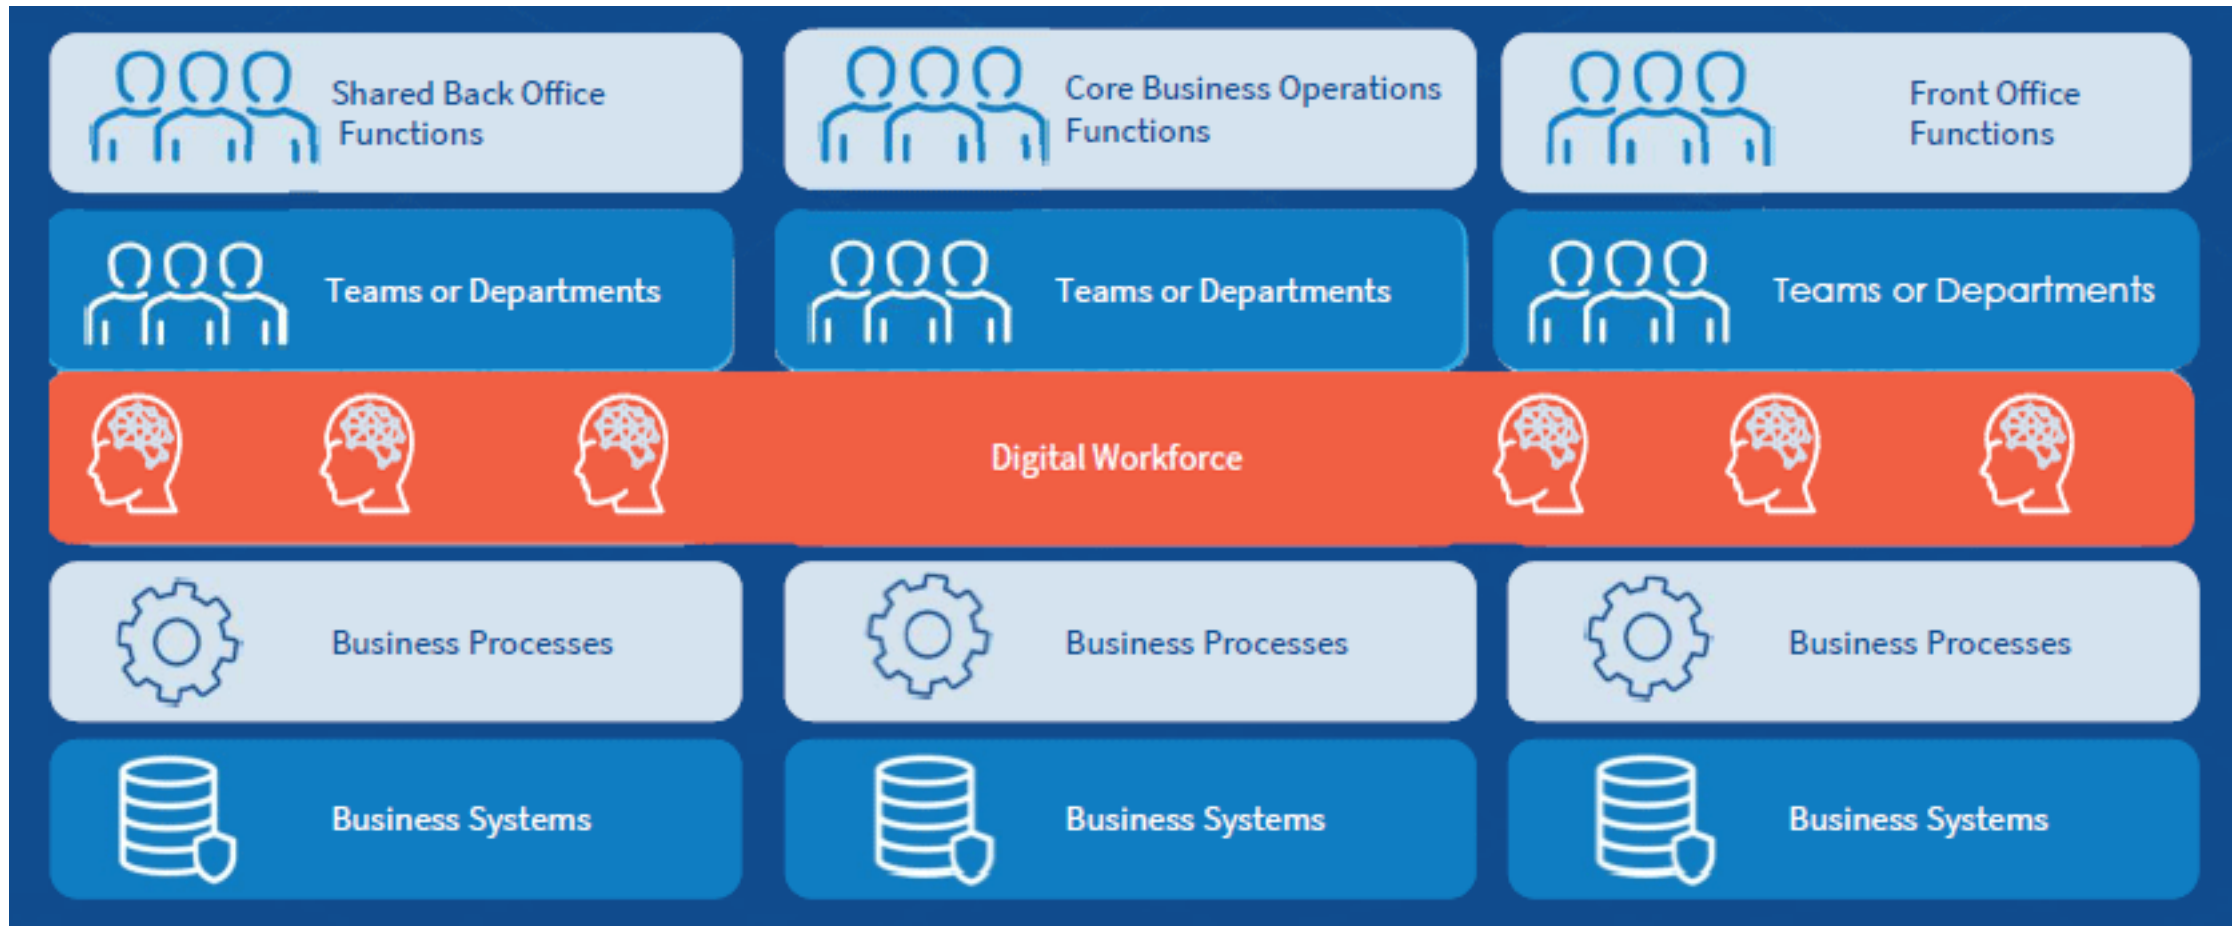 Shared Back Office
Functions
Core Business Operations
Functions
Front Office
Functions
Teams or Departments
Teams or Departments
Teams or Departments
Digital Workforce
Business Processes
Business Processes
Business Processes
Business Systems
Business Systems
Business Systems